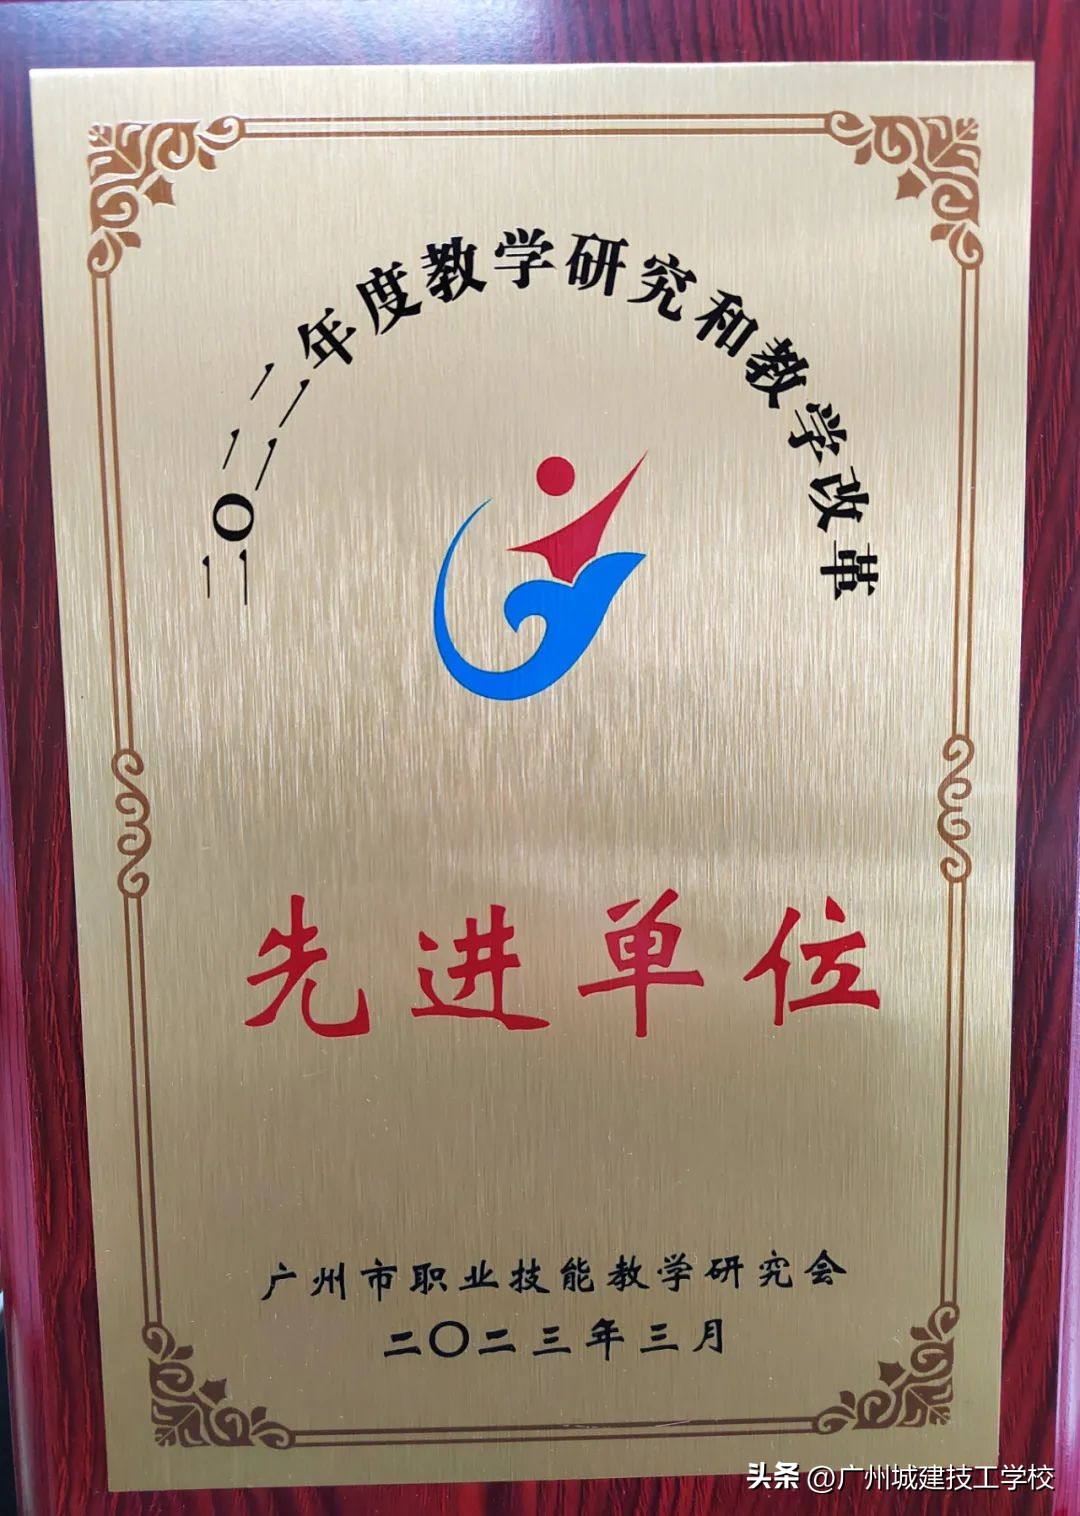 二〇二二年度教学研究和教学改革
先进单位
广州市职业技能教学研究会
二〇二三年三月
头条 @广州城建技工学校